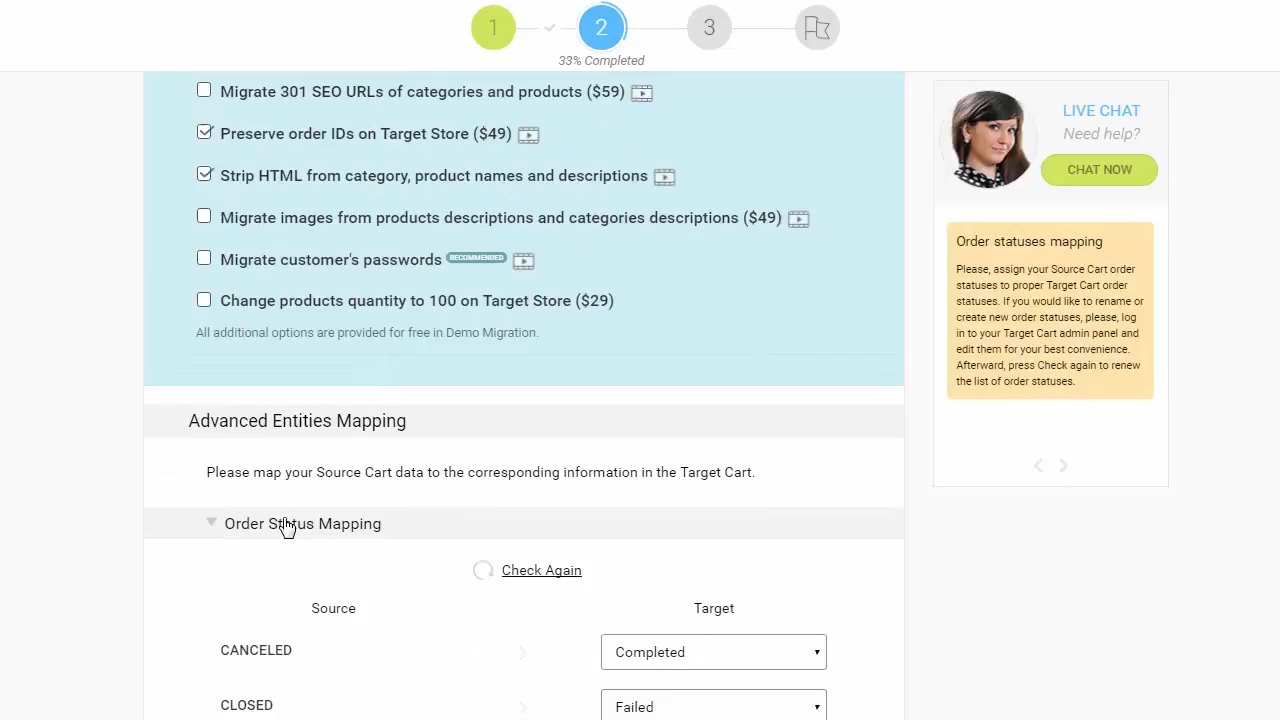 1
2
3
33% Completed
Migrate 301 SEO URLs of categories and products ($59)
Preserve order IDs on Target Store ($49)
Strip HTML from category, product names and descriptions
Migrate images from products descriptions and categories descriptions ($49)
Migrate customer's passwords RECOMMENDED
Change products quantity to 100 on Target Store ($29)
All additional options are provided for free in Demo Migration.
Advanced Entities Mapping
Please map your Source Cart data to the corresponding information in the Target Cart.
Order Status Mapping
Check Again
Source Target
CANCELED Completed
CLOSED Failed
LIVE CHAT
Need help?
CHAT NOW
Order statuses mapping
Please, assign your Source Cart order
statuses to proper Target Cart order
statuses. If you would like to rename or
create new order statuses, please, log
in to your Target Cart admin panel and
edit them for your best convenience.
Afterward, press Check again to renew
the list of order statuses.